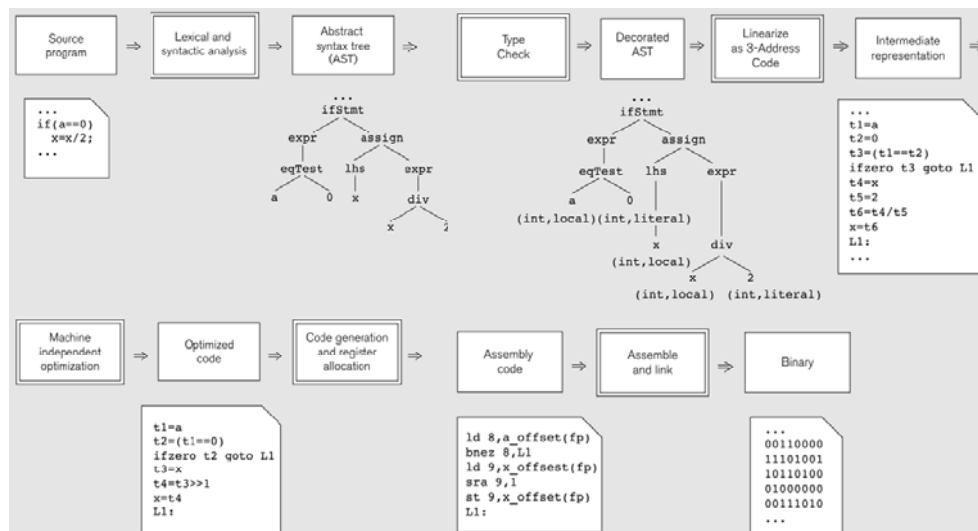 Source
program
Lexical and
syntactic analysis
Abstract
syntax tree
(AST)
Type
Check
Decorated
AST
Linearize
as 3-Address
Code
Intermediate
representation
...
if(a==0)
x=x/2;
...
...
ifStmt
expr assign
eqTest lhs expr
a 0 x div
x 2
...
ifStmt
expr assign
eqTest lhs expr
a 0
(int,local)(int,literal)
x div
(int,local)
x 2
(int,local) (int,literal)
...
t1=a
t2=0
t3=(t1==t2)
ifzero t3 goto L1
t4=x
t5=2
t6=t4/t5
x=t6
L1:
...
Machine
independent
optimization
Optimized
code
Code generation
and register
allocation
Assembly
code
Assemble
and link
Binary
t1=a
t2=(t1==0)
ifzero t2 goto L1
t3=x
t4=t3>>1
x=t4
L1:
ld 8,a_offset(fp)
bnez 8,L1
ld 9,x_offsest(fp)
sra 9,1
st 9,x_offset(fp)
L1:
...
00110000
11101001
10110100
01000000
00111010
...